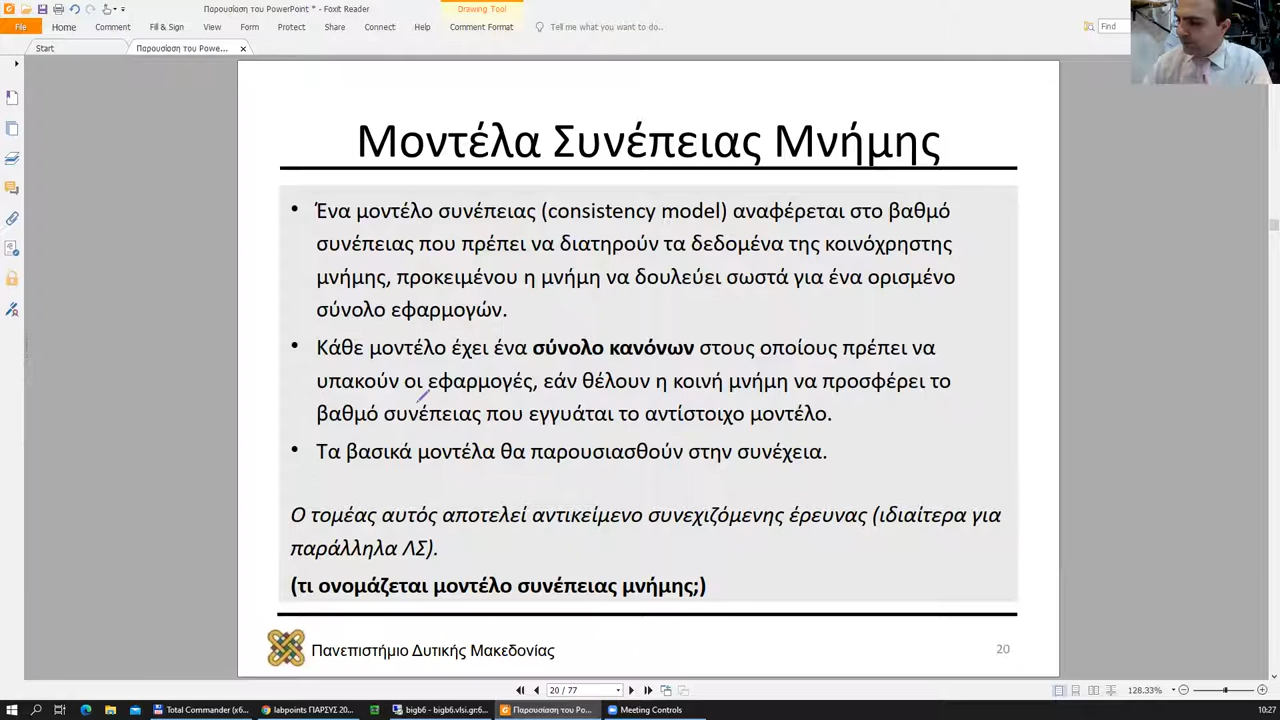 Παρουσίαση του PowerPoint * - Foxit Reader
Drawing Tool
File Home Comment Fill & Sign View Form Protect Share Connect Help Comment Format Tell me what you want to do.. Find
Start Παρουσίαση του Powe...
Μοντέλα Συνέπειας Μνήμης
• Ένα μοντέλο συνέπειας (consistency model) αναφέρεται στο βαθμό
συνέπειας που πρέπει να διατηρούν τα δεδομένα της κοινόχρηστης
μνήμης, προκειμένου η μνήμη να δουλεύει σωστά για ένα ορισμένο
σύνολο εφαρμογών.
• Κάθε μοντέλο έχει ένα σύνολο κανόνων στους οποίους πρέπει να
υπακούν οι εφαρμογές, εάν θέλουν η κοινή μνήμη να προσφέρει το
βαθμό συνέπειας που εγγυάται το αντίστοιχο μοντέλο.
• Τα βασικά μοντέλα θα παρουσιασθούν στην συνέχεια.
Ο τομέας αυτός αποτελεί αντικείμενο συνεχιζόμενης έρευνας (ιδιαίτερα για
παράλληλα ΛΣ).
(τι ονομάζεται μοντέλο συνέπειας μνήμης;)
Πανεπιστήμιο Δυτικής Μακεδονίας
20
20 / 77
128.33%
Total Commander (x6... labpoints ΠΑΡΣΥΣ 20... bigb6 - bigb6.vlsi.gr:6... Παρουσίαση του Po... Meeting Controls 10:27